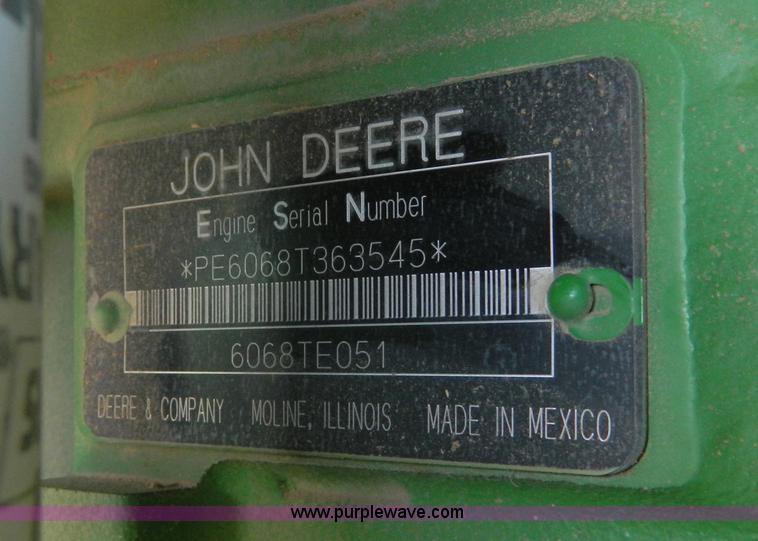 JOHN DEERE
Engine Serial Number
*PE6068T363545*
6068TE051
DEERE & COMPANY MOLINE, ILLINOIS MADE IN MEXICO
www.purplewave.com